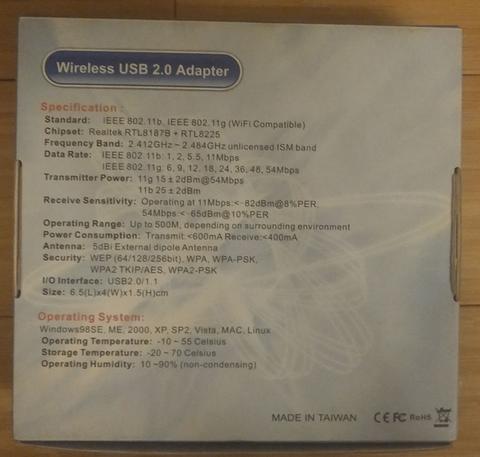 Wireless USB 2.0 Adapter
Specification :
Standard: IEEE 802.11b, IEEE 802.11g (WiFi Compatible)
Chipset: Realtek RTL8187B + RTL8225
Frequency Band: 2.412GHz ~ 2.484GHz unlicensed ISM band
Data Rate: IEEE 802.11b: 1, 2, 5.5, 11Mbps
IEEE 802.11g: 6, 9, 12, 18, 24, 36, 48, 54Mbps
Transmitter Power: 11g 15 ± 2dBm@54Mbps
11b 25 ± 2dBm
Receive Sensitivity: Operating at 11Mbps:< -82dBm@8%PER,
54Mbps:< -65dBm@10%PER
Operating Range: Up to 500M, depending on surrounding environment
Power Consumption: Transmit:<600mA Receive:<400mA
Antenna: 5dBi External dipole Antenna
Security: WEP (64/128/256bit), WPA, WPA-PSK,
WPA2 TKIP/AES, WPA2-PSK
I/O Interface: USB2.0/1.1
Size: 6.5(L)x4(W)x1.5(H)cm
Operating System:
Windows98SE, ME, 2000, XP, SP2, Vista, MAC, Linux
Operating Temperature: -10 ~ 55 Celsius
Storage Temperature: -20 ~ 70 Celsius
Operating Humidity: 10 ~90% (non-condensing)
MADE IN TAIWAN CE FC RoHS